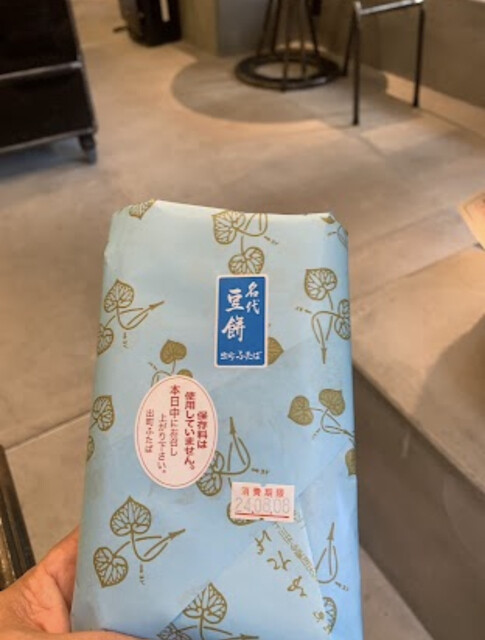 名代
豆餅
出町ふたば
保存料は
使用していません。
本日中にお召し
上がり下さい。
出町ふたば
消費期限
24.08.08